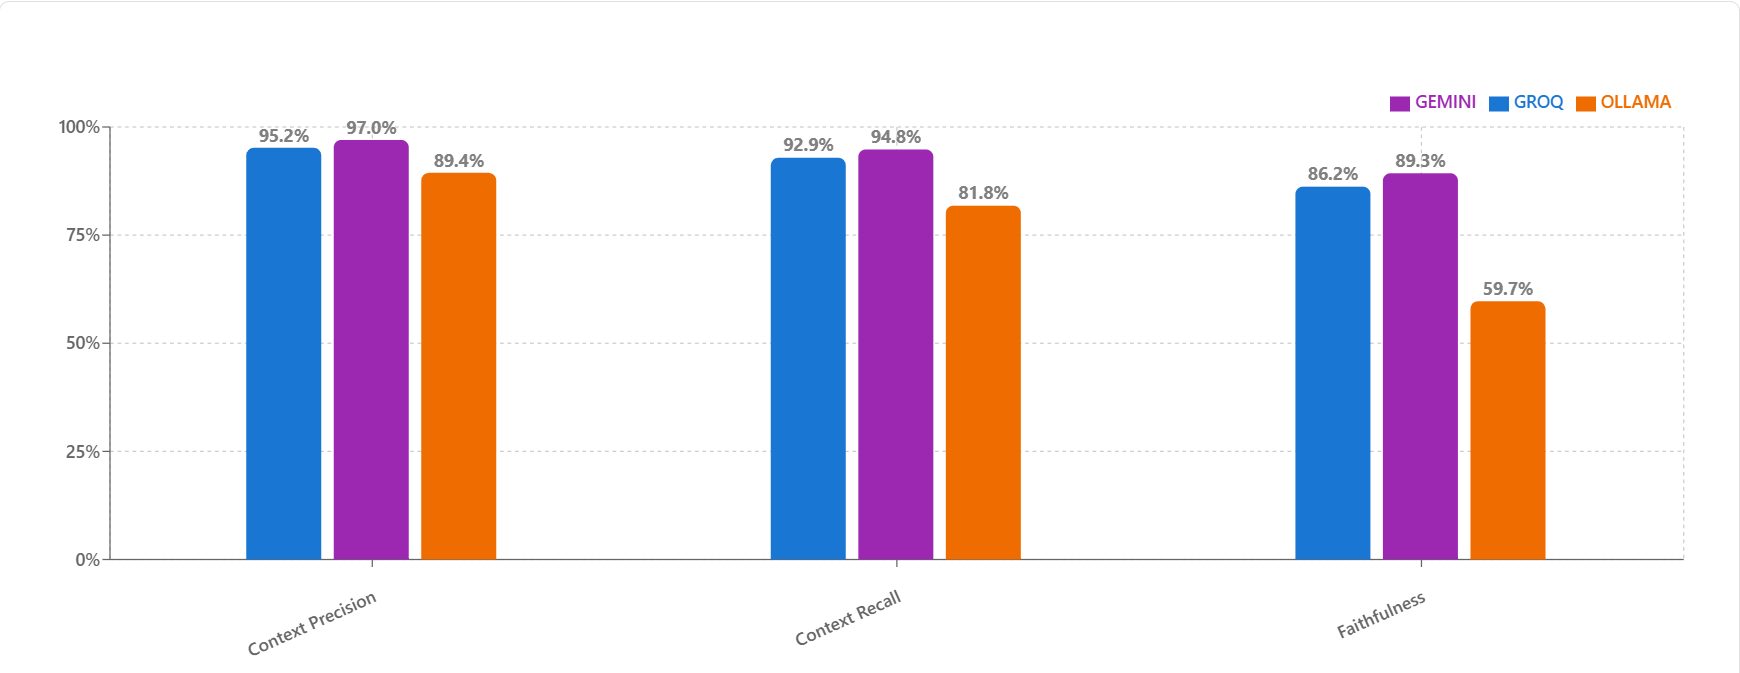 GEMINI GROQ OLLAMA
100%
75%
50%
25%
0%
95.2% 97.0% 89.4%
92.9% 94.8% 81.8%
86.2% 89.3% 59.7%
Context Precision
Context Recall
Faithfulness